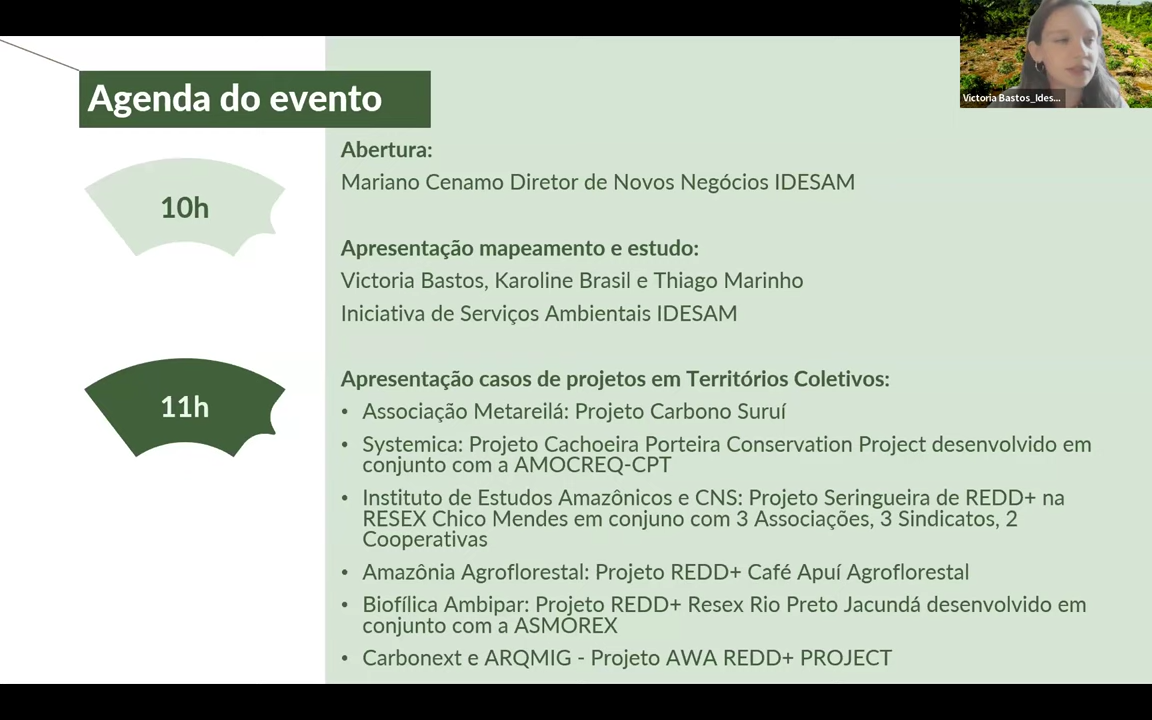 Victoria Bastos_Ides...
Agenda do evento
10h
Abertura:
Mariano Cenamo Diretor de Novos Negócios IDESAM
Apresentação mapeamento e estudo:
Victoria Bastos, Karoline Brasil e Thiago Marinho
Iniciativa de Serviços Ambientais IDESAM
11h
Apresentação casos de projetos em Territórios Coletivos:
• Associação Metareilá: Projeto Carbono Suruí
• Systemica: Projeto Cachoeira Porteira Conservation Project desenvolvido em
conjunto com a AMOCREQ-CPT
• Instituto de Estudos Amazônicos e CNS: Projeto Seringueira de REDD+ na
RESEX Chico Mendes em conjuno com 3 Associações, 3 Sindicatos, 2
Cooperativas
• Amazônia Agroflorestal: Projeto REDD+ Café Apuí Agroflorestal
• Biofílica Ambipar: Projeto REDD+ Resex Rio Preto Jacundá desenvolvido em
conjunto com a ASMOREX
• Carbonext e ARQMIG - Projeto AWA REDD+ PROJECT